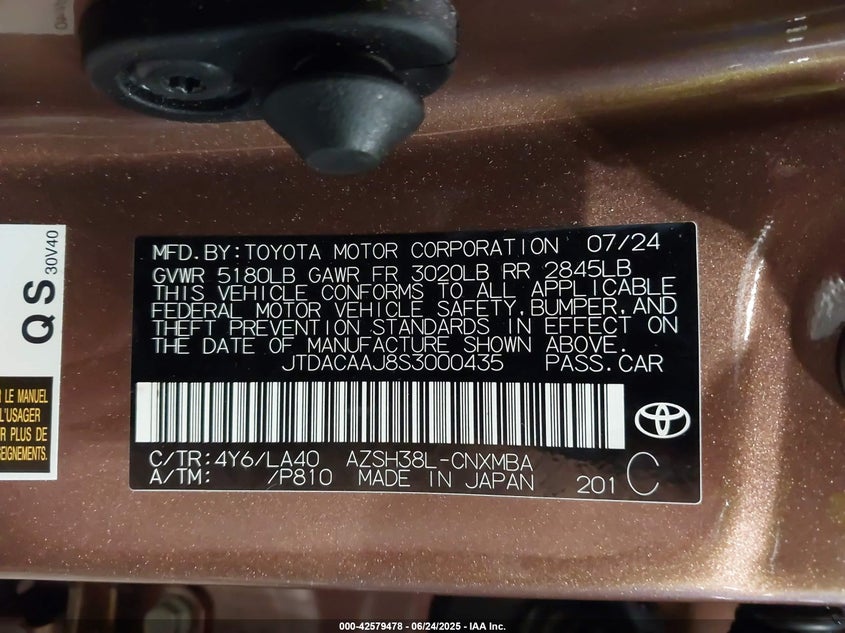 MFD. BY: TOYOTA MOTOR CORPORATION 07/24
GVWR 5180LB GAWR FR 3020LB RR 2845LB
THIS VEHICLE CONFORMS TO ALL APPLICABLE
FEDERAL MOTOR VEHICLE SAFETY, BUMPER, AND
THEFT PREVENTION STANDARDS IN EFFECT ON
THE DATE OF MANUFACTURE SHOWN ABOVE.
JTDACAAJ8S3000435 PASS. CAR
C/TR: 4Y6/LA40 AZSH38L-CNXMBA
A/TM: /P810 MADE IN JAPAN 201 C
QS
30V40
LE MANUEL
L'USAGER
PLUS DE
000-42579478 - 06/24/2025 - IAA Inc.